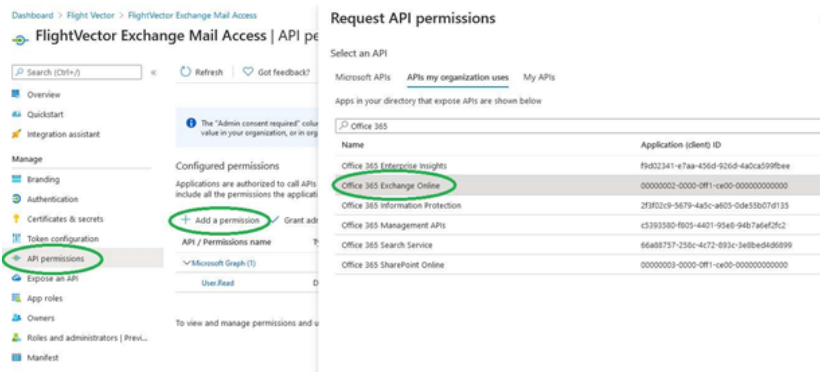 Dashboard > Flight Vector > FlightVector Exchange Mail Access
FlightVector Exchange Mail Access | API pe
Search (Ctrl+/)
«
Refresh
Got feedback?
Overview
Quickstart
Integration assistant
Manage
Branding
Authentication
Certificates & secrets
Token configuration
API permissions
Expose an API
App roles
Owners
Roles and administrators | Previ...
Manifest
The "Admin consent required" colu
value in your organization, or in org
Configured permissions
Applications are authorized to call APIs
include all the permissions the applicati
+ Add a permission
Grant adr
API / Permissions name
Microsoft Graph (1)
User.Read
D
To view and manage permissions and u
Request API permissions
Select an API
Microsoft APIs
APIs my organization uses
My APIs
Apps in your directory that expose APIs are shown below
Office 365
Name
Application (client) ID
Office 365 Enterprise Insights
f9d02341-e7aa-456d-926d-4a0ca599fbee
Office 365 Exchange Online
00000002-0000-0ff1-ce00-000000000000
Office 365 Information Protection
2f3f02c9-5679-4a5c-a605-0de55b07d135
Office 365 Management APIs
c5393580-f805-4401-95e8-94b7a6ef2fc2
Office 365 Search Service
66a88757-258c-4c72-893c-3e8bed4d6899
Office 365 SharePoint Online
00000003-0000-0ff1-ce00-000000000000